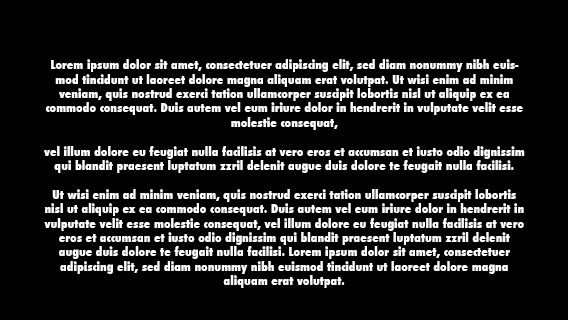 Lorem ipsum dolor sit amet, consectetuer adipiscing elit, sed diam nonummy nibh euis-
mod tincidunt ut laoreet dolore magna aliquam erat volutpat. Ut wisi enim ad minim
veniam, quis nostrud exerci tation ullamcorper suscipit lobortis nisl ut aliquip ex ea
commodo consequat. Duis autem vel eum iriure dolor in hendrerit in vulputate velit esse
molestie consequat,
vel illum dolore eu feugiat nulla facilisis at vero eros et accumsan et iusto odio dignissim
qui blandit praesent luptatum zzril delenit augue duis dolore te feugait nulla facilisi.
Ut wisi enim ad minim veniam, quis nostrud exerci tation ullamcorper suscipit lobortis
nisl ut aliquip ex ea commodo consequat. Duis autem vel eum iriure dolor in hendrerit in
vulputate velit esse molestie consequat, vel illum dolore eu feugiat nulla facilisis at vero
eros et accumsan et iusto odio dignissim qui blandit praesent luptatum zzril delenit
augue duis dolore te feugait nulla facilisi. Lorem ipsum dolor sit amet, consectetuer
adipiscing elit, sed diam nonummy nibh euismod tincidunt ut laoreet dolore magna
aliquam erat volutpat.